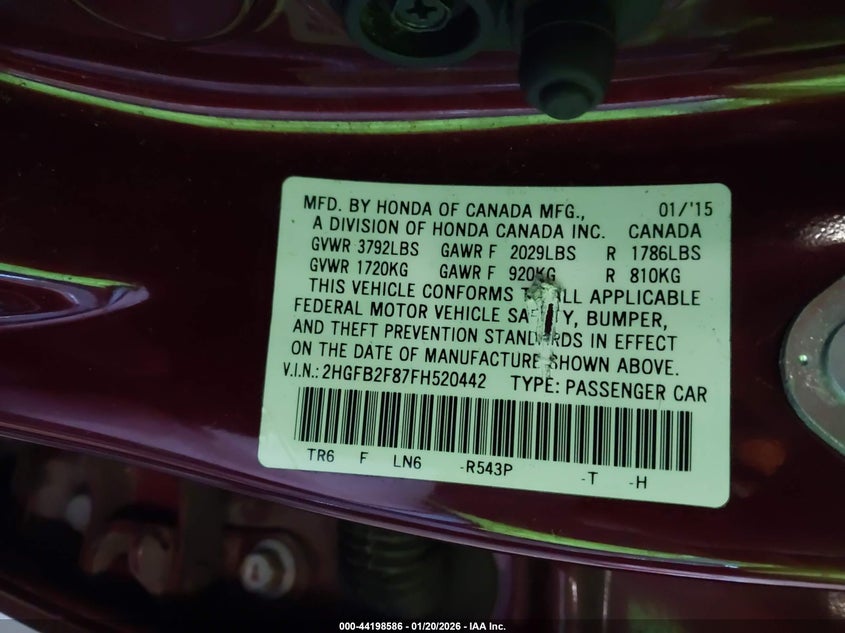 MFD. BY HONDA OF CANADA MFG., 01/'15
A DIVISION OF HONDA CANADA INC. CANADA
GVWR 3792LBS GAWR F 2029LBS R 1786LBS
GVWR 1720KG GAWR F 920KG R 810KG
THIS VEHICLE CONFORMS ALL APPLICABLE
FEDERAL MOTOR VEHICLE SAFETY, BUMPER,
AND THEFT PREVENTION STANDARDS IN EFFECT
ON THE DATE OF MANUFACTURE SHOWN ABOVE.
V.I.N.: 2HGFB2F87FH520442 TYPE: PASSENGER CAR
TR6 F LN6 -R543P -T -H
000-44198586 - 01/20/2026 - IAA Inc.